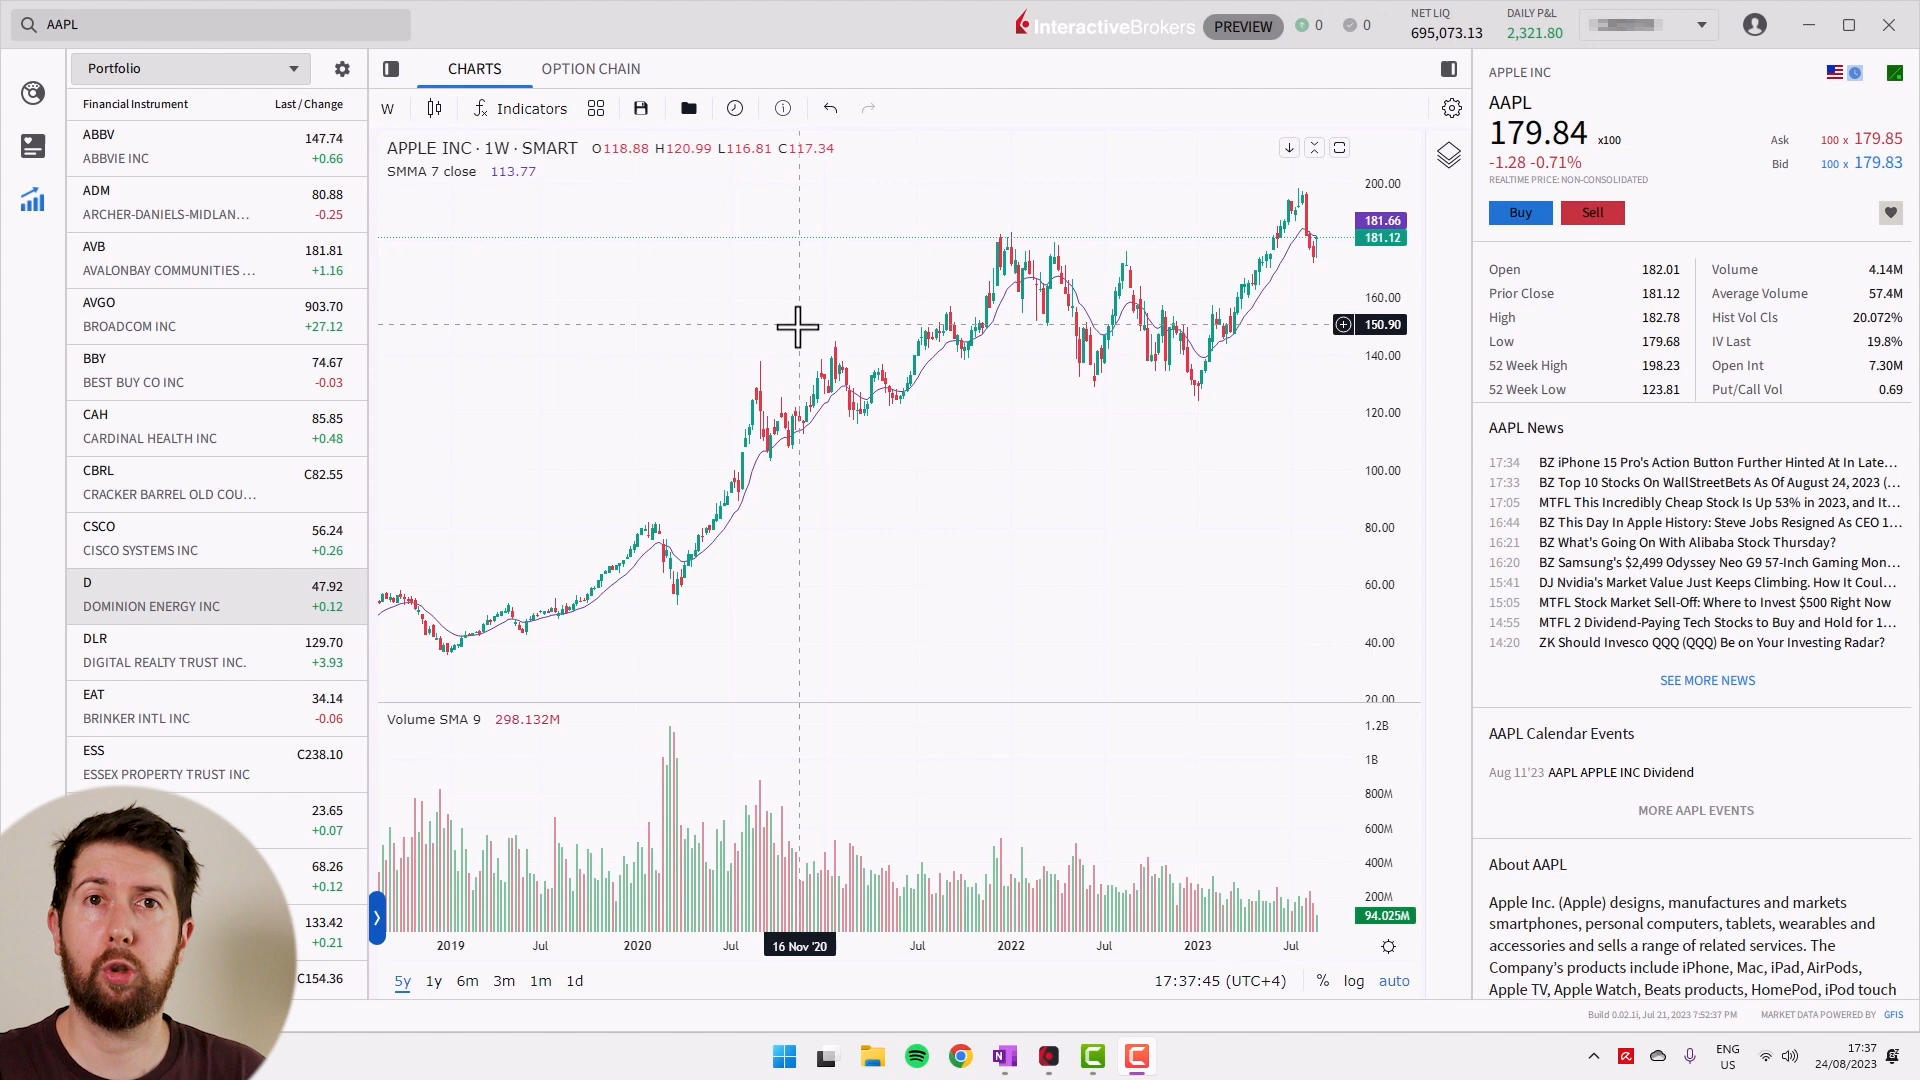 AAPL
InteractiveBrokers
PREVIEW
0
0
NET LIQ
695,073.13
DAILY P&L
2,321.80
Portfolio
Financial Instrument Last / Change
ABBV 147.74
ABBVIE INC +0.66
ADM 80.88
ARCHER-DANIELS-MIDLAN... -0.25
AVB 181.81
AVALONBAY COMMUNITIES ... +1.16
AVGO 903.70
BROADCOM INC +27.12
BBY 74.67
BEST BUY CO INC -0.03
CAH 85.85
CARDINAL HEALTH INC +0.48
CBRL C82.55
CRACKER BARREL OLD COU...
CSCO 56.24
CISCO SYSTEMS INC +0.26
D 47.92
DOMINION ENERGY INC +0.12
DLR 129.70
DIGITAL REALTY TRUST INC. +3.93
EAT 34.14
BRINKER INTL INC -0.06
ESS C238.10
ESSEX PROPERTY TRUST INC
23.65
+0.07
68.26
+0.12
133.42
+0.21
C154.36
CHARTS OPTION CHAIN
W Indicators
APPLE INC · 1W · SMART O118.88 H120.99 L116.81 C117.34
SMMA 7 close 113.77
200.00
181.66
181.12
160.00
150.90
140.00
120.00
100.00
80.00
60.00
40.00
20.00
Volume SMA 9 298.132M
1.2B
1B
800M
600M
400M
200M
94.025M
2019 Jul 2020 Jul 16 Nov '20 Jul 2022 Jul 2023 Jul
5y 1y 6m 3m 1m 1d 17:37:45 (UTC+4) % log auto
APPLE INC
AAPL
179.84 x100
-1.28 -0.71%
REALTIME PRICE: NON-CONSOLIDATED
Ask 100 x 179.85
Bid 100 x 179.83
Buy Sell
Open 182.01 Volume 4.14M
Prior Close 181.12 Average Volume 57.4M
High 182.78 Hist Vol Cls 20.072%
Low 179.68 IV Last 19.8%
52 Week High 198.23 Open Int 7.30M
52 Week Low 123.81 Put/Call Vol 0.69
AAPL News
17:34 BZ iPhone 15 Pro's Action Button Further Hinted At In Late...
17:33 BZ Top 10 Stocks On WallStreetBets As Of August 24, 2023 (...
17:05 MTFL This Incredibly Cheap Stock Is Up 53% in 2023, and It...
16:44 BZ This Day In Apple History: Steve Jobs Resigned As CEO 1...
16:21 BZ What's Going On With Alibaba Stock Thursday?
16:20 BZ Samsung's $2,499 Odyssey Neo G9 57-Inch Gaming Mon...
15:41 DJ Nvidia's Market Value Just Keeps Climbing. How It Coul...
15:05 MTFL Stock Market Sell-Off: Where to Invest $500 Right Now
14:55 MTFL 2 Dividend-Paying Tech Stocks to Buy and Hold for 1...
14:20 ZK Should Invesco QQQ (QQQ) Be on Your Investing Radar?
SEE MORE NEWS
AAPL Calendar Events
Aug 11'23 AAPL APPLE INC Dividend
MORE AAPL EVENTS
About AAPL
Apple Inc. (Apple) designs, manufactures and markets
smartphones, personal computers, tablets, wearables and
accessories and sells a range of related services. The
Company's products include iPhone, Mac, iPad, AirPods,
Apple TV, Apple Watch, Beats products, HomePod, iPod touch
Build 0.02.1i, Jul 21, 2023 7:52:37 PM MARKET DATA POWERED BY GFIS
ENG
US
17:37
24/08/2023